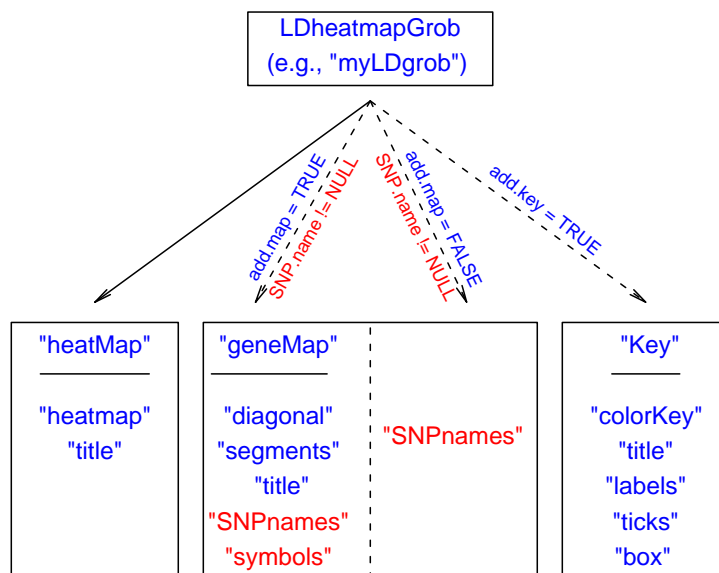 LDheatmapGrob
(e.g., "myLDgrob")
add.map = TRUE
SNP.name != NULL
add.map = FALSE
SNP.name != NULL
add.key = TRUE
"heatMap"
"heatmap"
"title"
"geneMap"
"diagonal"
"segments"
"title"
"SNPnames"
"symbols"
"SNPnames"
"Key"
"colorKey"
"title"
"labels"
"ticks"
"box"